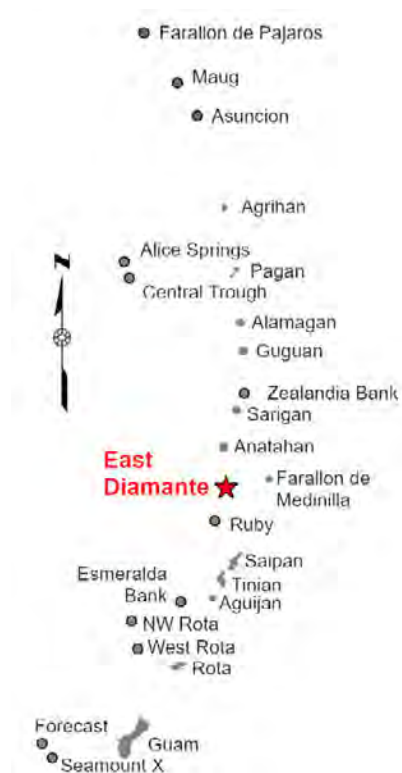 Farallon de Pajaros
Maug
Asuncion
Agrihan
Alice Springs
N
Pagan
Central Trough
Alamagan
Guguan
Zealandia Bank
Sarigan
Anatahan
East
Diamante
Farallon de
Medinilla
Ruby
Saipan
Esmeralda
Bank
Tinian
Aguijan
NW Rota
West Rota
Rota
Forecast
Guam
Seamount X